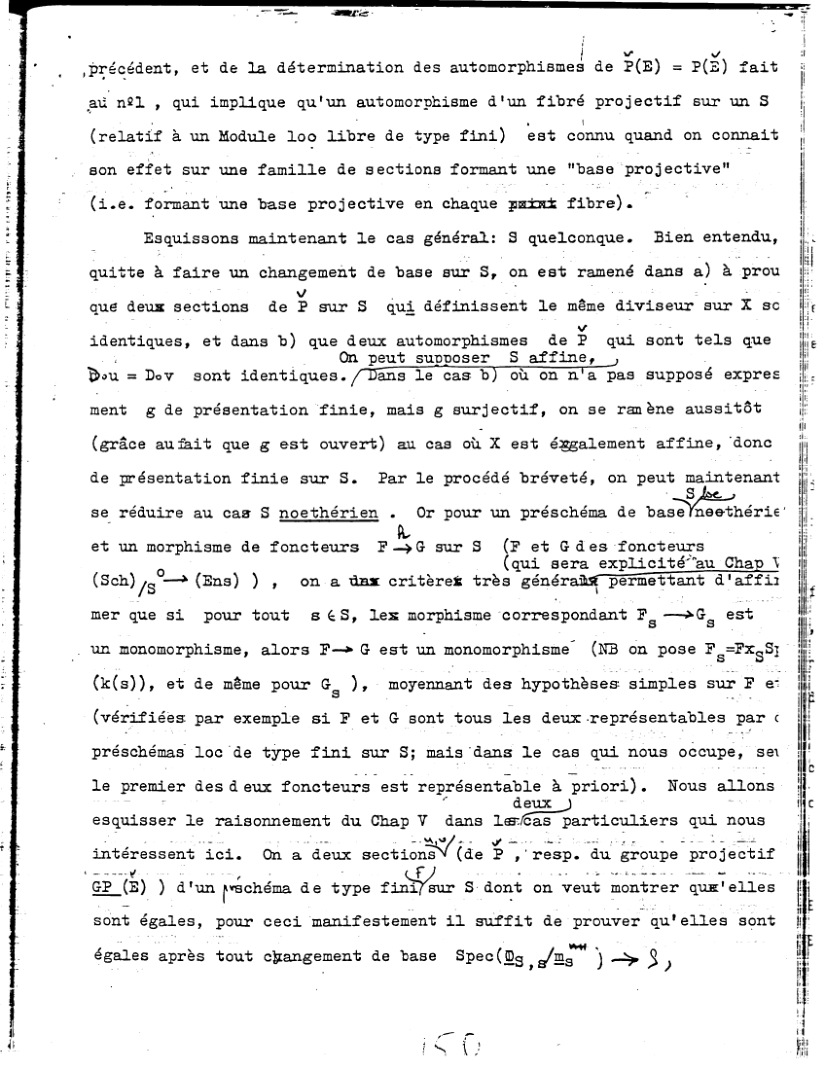 précédent, et de la détermination des automorphismes de P̌(E) = P(Ě) fait
au nº1 , qui implique qu'un automorphisme d'un fibré projectif sur un S
(relatif à un Module loc libre de type fini) est connu quand on connait
son effet sur une famille de sections formant une "base projective"
(i.e. formant une base projective en chaque fibre).
Esquissons maintenant le cas général: S quelconque. Bien entendu,
quitte à faire un changement de base sur S, on est ramené dans a) à prou
que deux sections de P̌ sur S qui définissent le même diviseur sur X so
identiques, et dans b) que deux automorphismes de P̌ qui sont tels que
On peut supposer S affine,
D∘u = D∘v sont identiques. Dans le cas b) où on n'a pas supposé expres
ment g de présentation finie, mais g surjectif, on se ramène aussitôt
(grâce au fait que g est ouvert) au cas où X est également affine, donc
de présentation finie sur S. Par le procédé bréveté, on peut maintenant
se réduire au cas S noethérien . Or pour un préschéma de base S noethérie
et un morphisme de foncteurs F → G sur S (F et G des foncteurs
(qui sera explicité au Chap V
(Sch)/S° → (Ens) ) , on a critère très général permettant d'affir
mer que si pour tout s ∈ S, le morphisme correspondant Fs → Gs est
un monomorphisme, alors F → G est un monomorphisme (NB on pose Fs=FxSSp
(k(s)), et de même pour Gs ), moyennant des hypothèses simples sur F e
(vérifiées par exemple si F et G sont tous les deux représentables par d
préschémas loc de type fini sur S; mais dans le cas qui nous occupe, seu
le premier des deux foncteurs est représentable à priori). Nous allons
esquisser le raisonnement du Chap V dans les deux cas particuliers qui nous
intéressent ici. On a deux sections (de P̌ , resp. du groupe projectif
GP (Ě) ) d'un préschéma de type fini sur S dont on veut montrer qu'elles
sont égales, pour ceci manifestement il suffit de prouver qu'elles sont
égales après tout changement de base Spec(O_S,s/m_s ) → S,
150